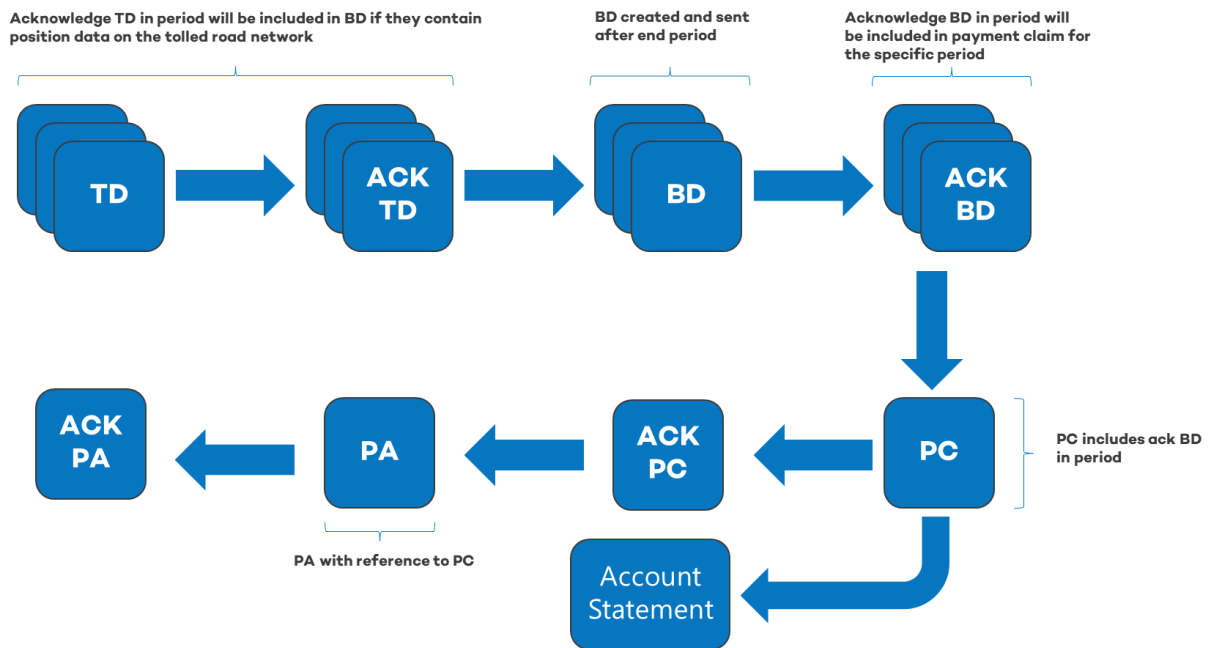 Acknowledge TD in period will be included in BD if they contain
position data on the tolled road network
BD created and sent
after end period
Acknowledge BD in period will
be included in payment claim for
the specific period
TD
ACK
TD
BD
ACK
BD
ACK
PA
PA
ACK
PC
PC
PC includes ack BD
in period
PA with reference to PC
Account
Statement